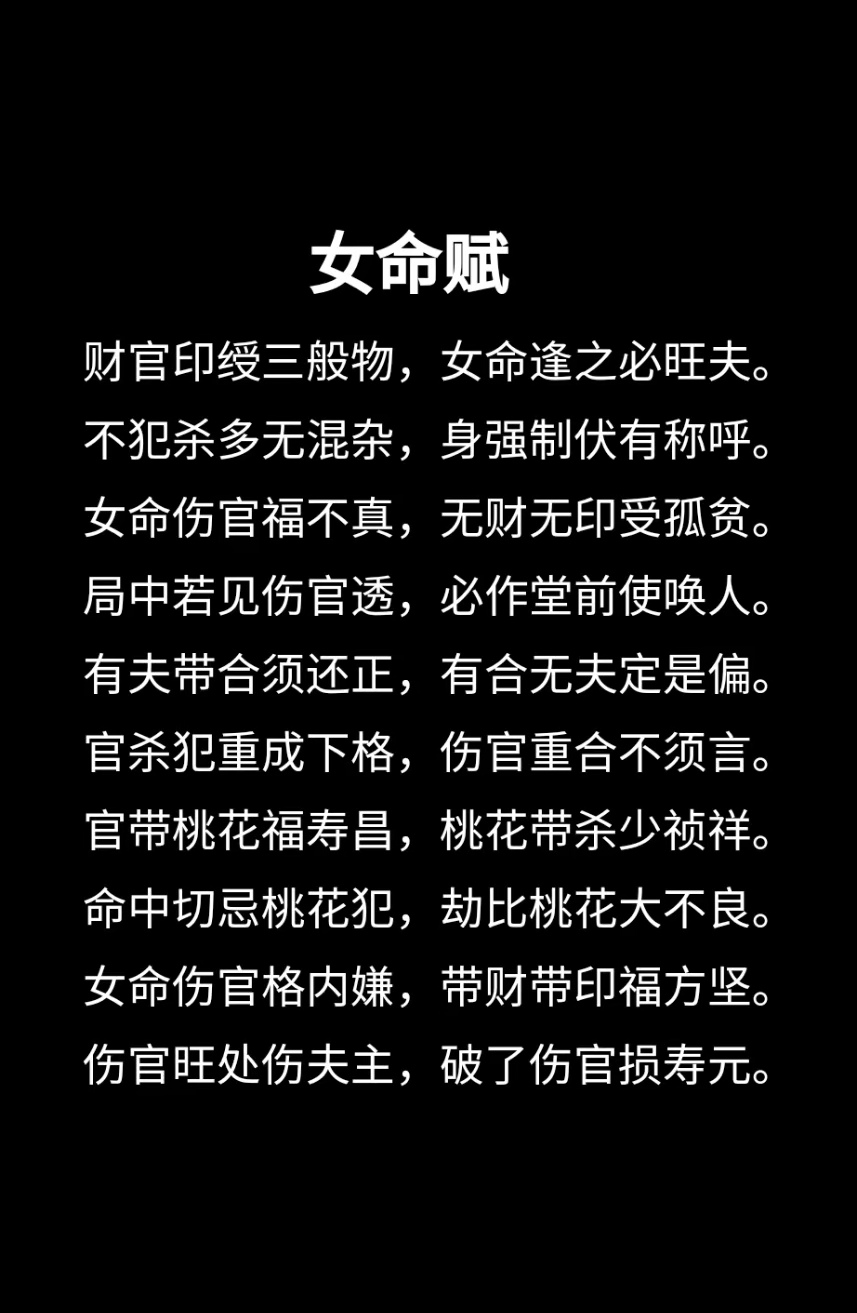 女命赋
财官印绶三般物，女命逢之必旺夫。
不犯杀多无混杂，身强制伏有称呼。
女命伤官福不真，无财无印受孤贫。
局中若见伤官透，必作堂前使唤人。
有夫带合须还正，有合无夫定是偏。
官杀犯重成下格，伤官重合不须言。
官带桃花福寿昌，桃花带杀少祯祥。
命中切忌桃花犯，劫比桃花大不良。
女命伤官格内嫌，带财带印福方坚。
伤官旺处伤夫主，破了伤官损寿元。